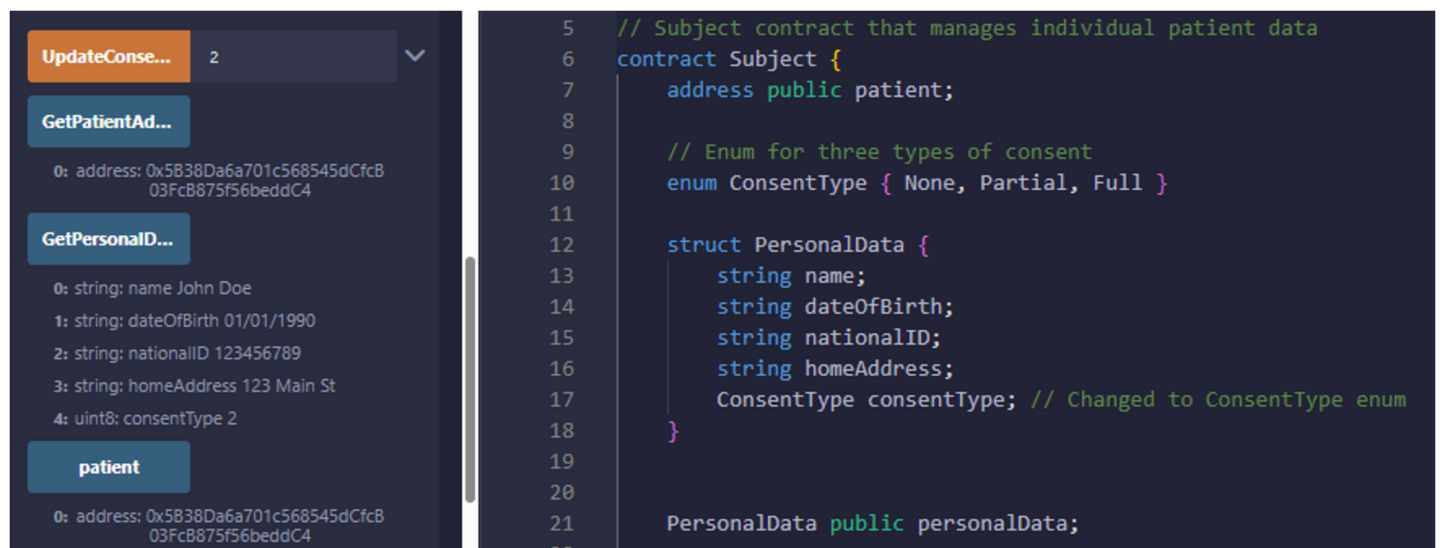 UpdateConse...
2
GetPatientAd...
0: address: 0x5B38Da6a701c568545dCfcB
03FcB875f56beddC4
GetPersonalD...
0: string: name John Doe
1: string: dateOfBirth 01/01/1990
2: string: nationalID 123456789
3: string: homeAddress 123 Main St
4: uint8: consentType 2
patient
0: address: 0x5B38Da6a701c568545dCfcB
03FcB875f56beddC4
5 // Subject contract that manages individual patient data
6 contract Subject {
7 address public patient;
8
9 // Enum for three types of consent
10 enum ConsentType { None, Partial, Full }
11
12 struct PersonalData {
13 string name;
14 string dateOfBirth;
15 string nationalID;
16 string homeAddress;
17 ConsentType consentType; // Changed to ConsentType enum
18 }
19
20
21 PersonalData public personalData;